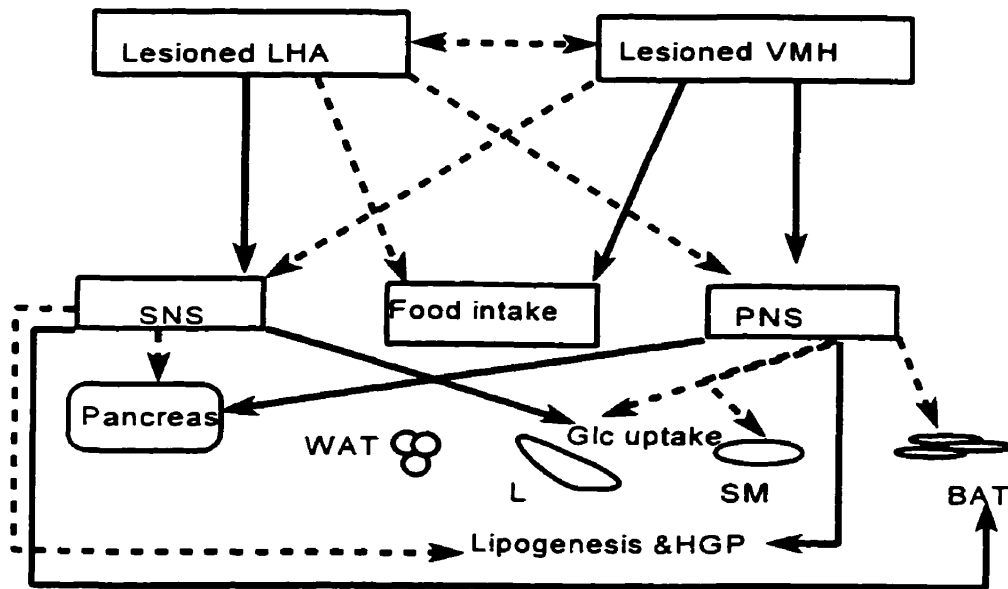 Lesioned LHA
Lesioned VMH
SNS
Food intake
PNS
Pancreas
WAT
L
Glc uptake
SM
BAT
Lipogenesis &HGP